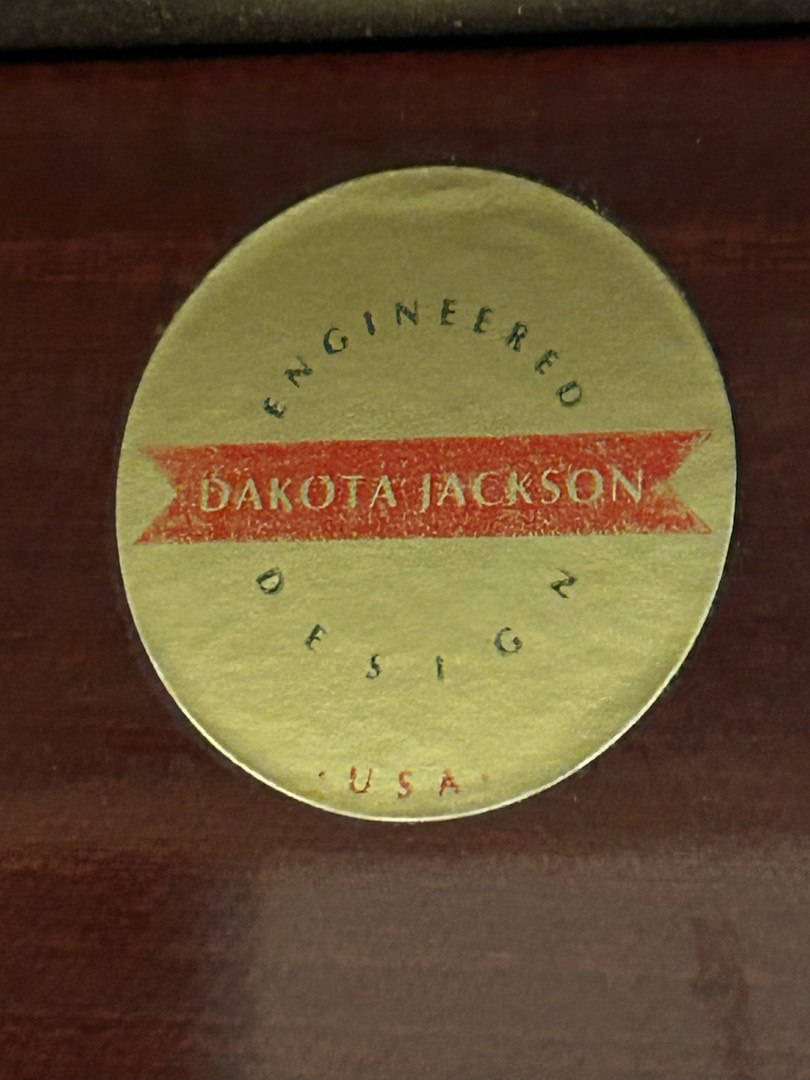 ENGINEERED
DAKOTA JACKSON
DESIGN
· USA ·